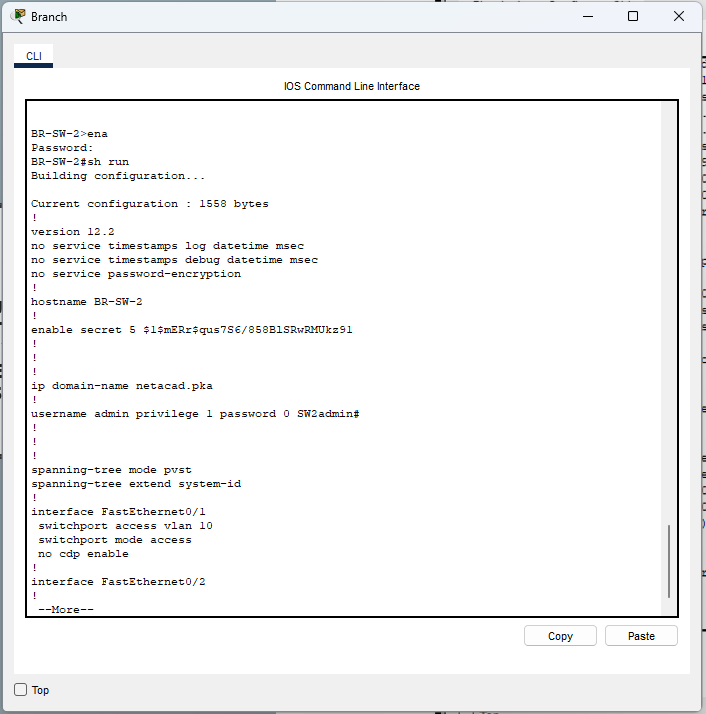 Branch
CLI
IOS Command Line Interface
BR-SW-2>ena
Password:
BR-SW-2#sh run
Building configuration...
Current configuration : 1558 bytes
!
version 12.2
no service timestamps log datetime msec
no service timestamps debug datetime msec
no service password-encryption
!
hostname BR-SW-2
!
enable secret 5 $1$mERr$qus7S6/858BlSRwRMUkz91
!
!
!
ip domain-name netacad.pka
!
username admin privilege 1 password 0 SW2admin#
!
!
!
spanning-tree mode pvst
spanning-tree extend system-id
!
interface FastEthernet0/1
 switchport access vlan 10
 switchport mode access
 no cdp enable
!
interface FastEthernet0/2
!
 --More--
Copy
Paste
Top